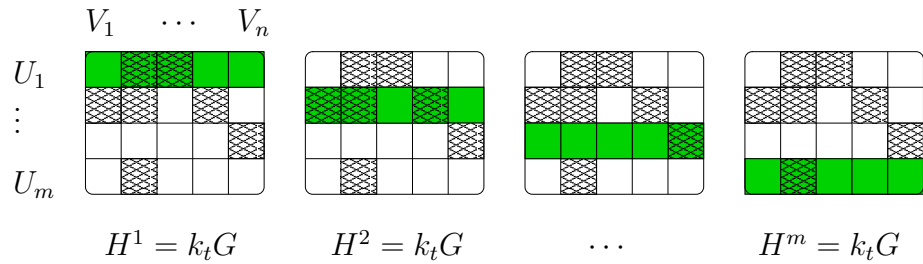 V_1 ⋯ V_n
U_1
⋮
U_m
H^1 = k_tG H^2 = k_tG ⋯ H^m = k_tG